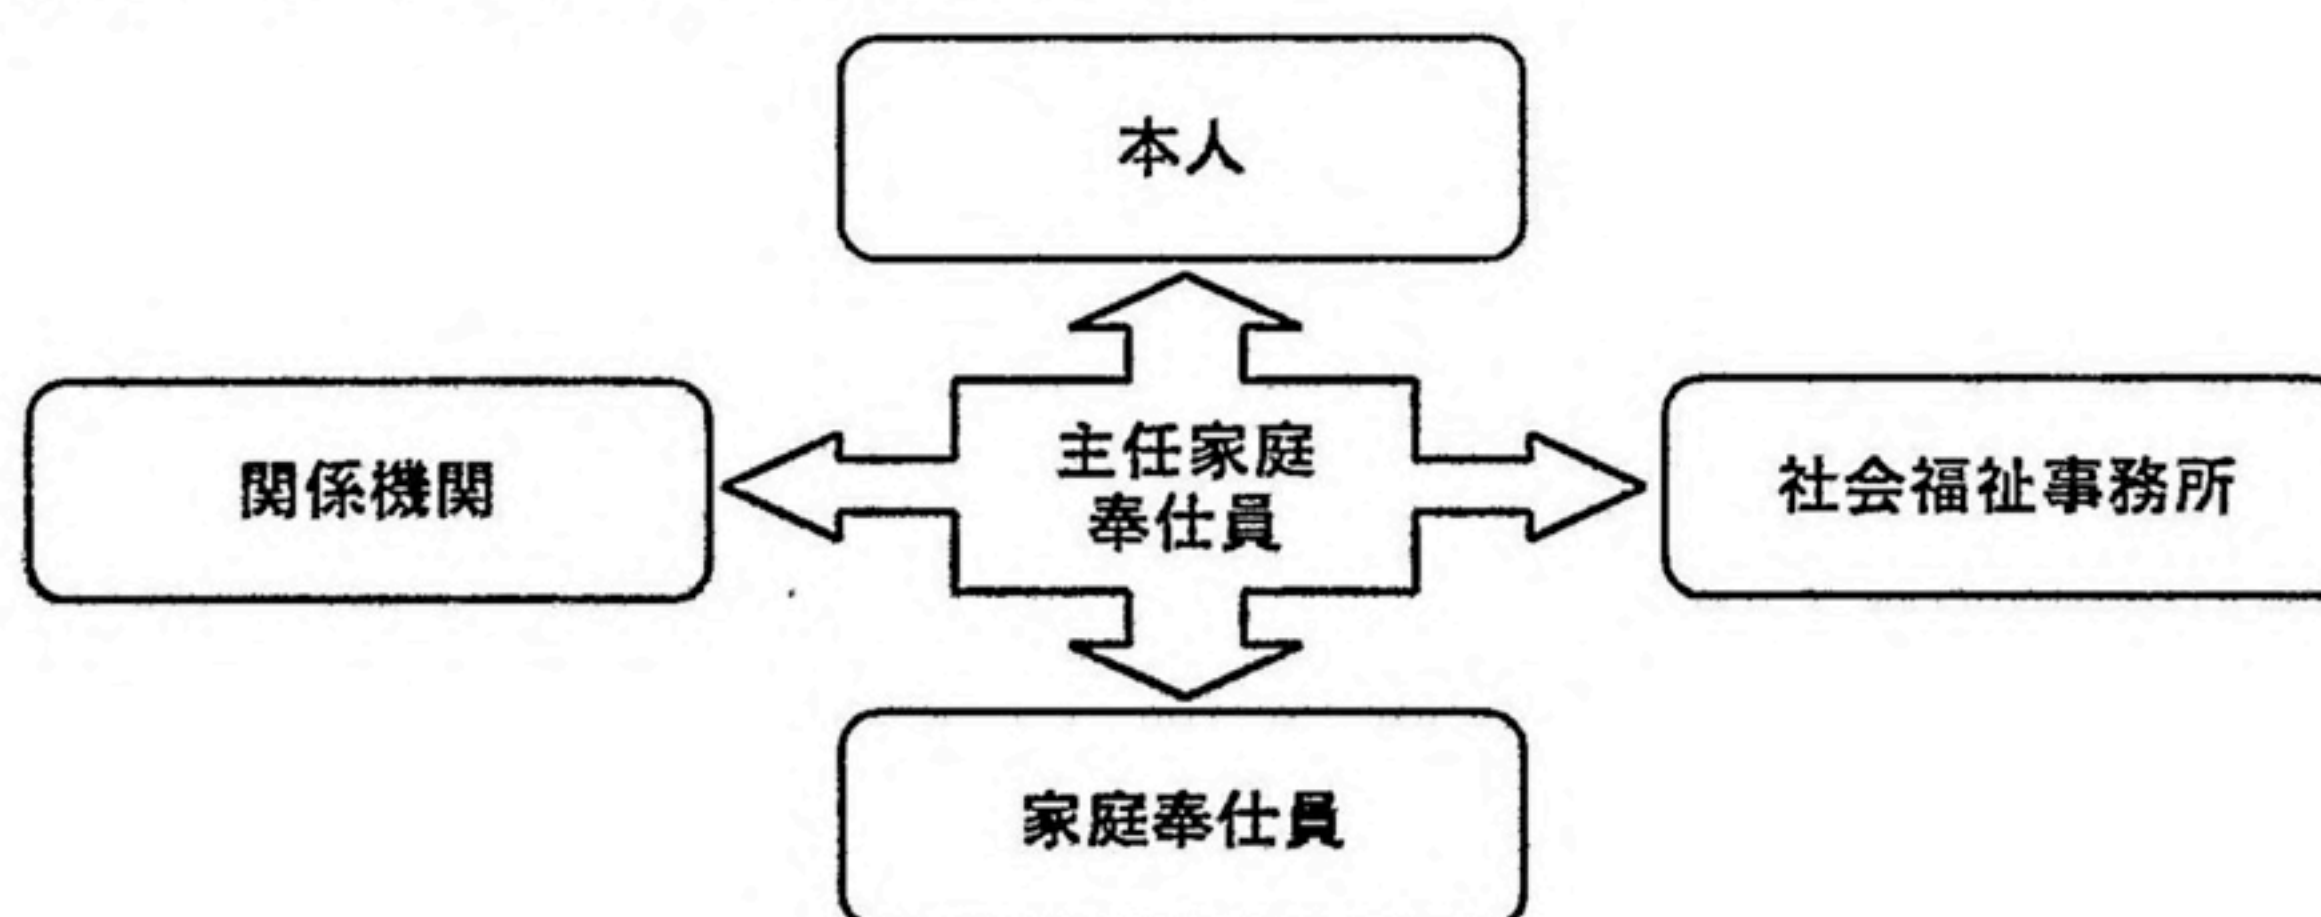 本人
関係機関
主任家庭
奉仕員
社会福祉事務所
家庭奉仕員